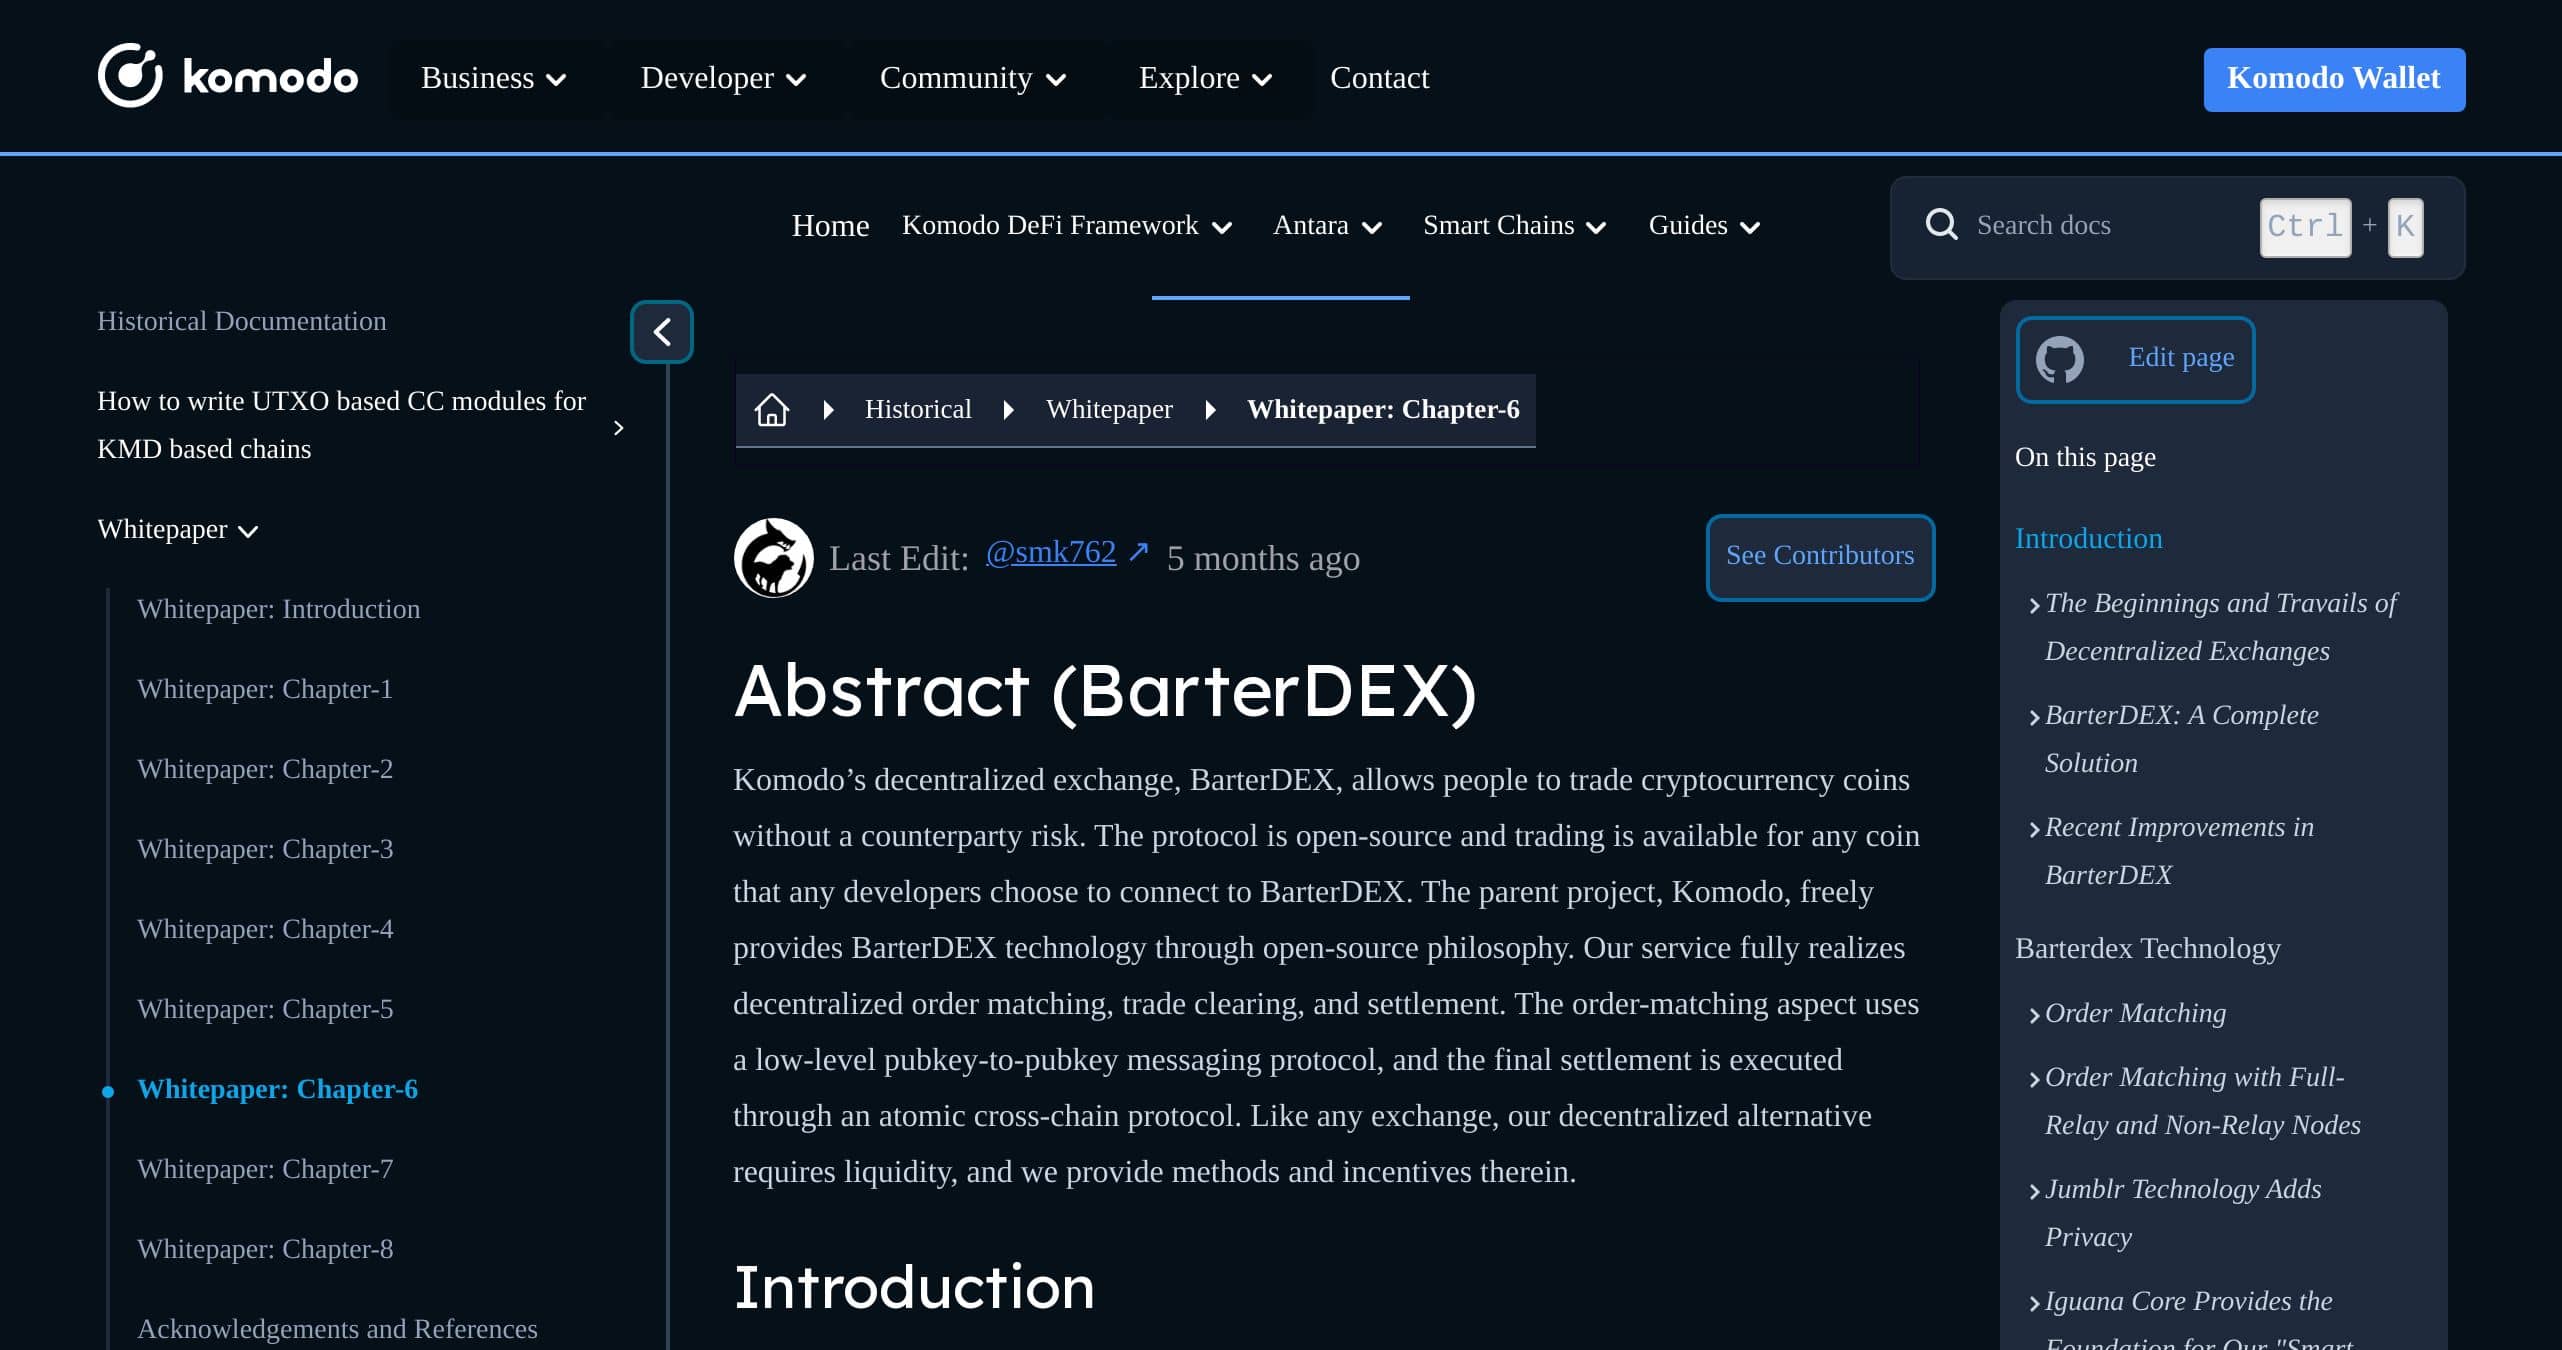 komodo
Business
Developer
Community
Explore
Contact
Komodo Wallet
Home
Komodo DeFi Framework
Antara
Smart Chains
Guides
Search docs
Ctrl + K
Historical Documentation
How to write UTXO based CC modules for
KMD based chains
Whitepaper
Whitepaper: Introduction
Whitepaper: Chapter-1
Whitepaper: Chapter-2
Whitepaper: Chapter-3
Whitepaper: Chapter-4
Whitepaper: Chapter-5
Whitepaper: Chapter-6
Whitepaper: Chapter-7
Whitepaper: Chapter-8
Acknowledgements and References
Historical
Whitepaper
Whitepaper: Chapter-6
Last Edit: @smk762 ↗ 5 months ago
See Contributors
Abstract (BarterDEX)
Komodo’s decentralized exchange, BarterDEX, allows people to trade cryptocurrency coins
without a counterparty risk. The protocol is open-source and trading is available for any coin
that any developers choose to connect to BarterDEX. The parent project, Komodo, freely
provides BarterDEX technology through open-source philosophy. Our service fully realizes
decentralized order matching, trade clearing, and settlement. The order-matching aspect uses
a low-level pubkey-to-pubkey messaging protocol, and the final settlement is executed
through an atomic cross-chain protocol. Like any exchange, our decentralized alternative
requires liquidity, and we provide methods and incentives therein.
Introduction
Edit page
On this page
Introduction
The Beginnings and Travails of
Decentralized Exchanges
BarterDEX: A Complete
Solution
Recent Improvements in
BarterDEX
Barterdex Technology
Order Matching
Order Matching with Full-
Relay and Non-Relay Nodes
Jumblr Technology Adds
Privacy
Iguana Core Provides the
Foundation for Our "Smart